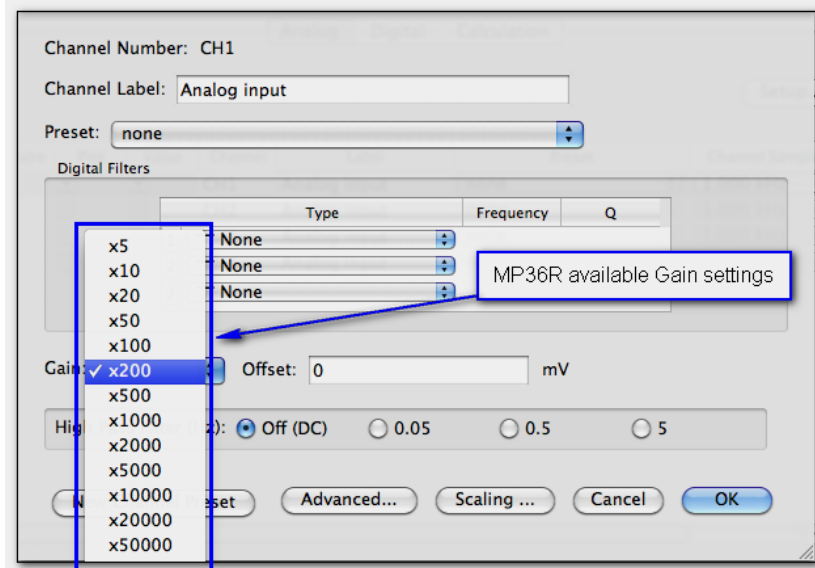 Channel Number: CH1
Channel Label: Analog input
Preset: none
Digital Filters
Type Frequency Q
None
None
None
MP36R available Gain settings
x5
x10
x20
x50
x100
Gain: ✓ x200 Offset: 0 mV
x500
x1000
x2000
x5000
x10000
x20000
x50000
Off (DC) 0.05 0.5 5
Advanced... Scaling ... Cancel OK